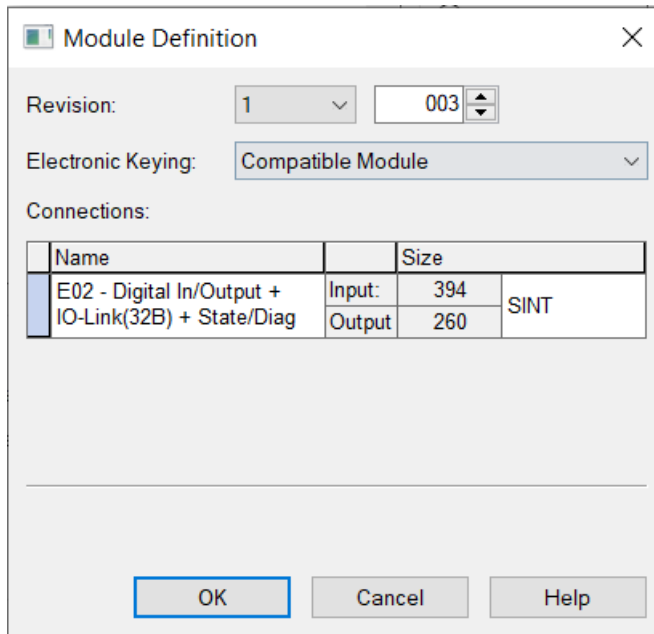 Module Definition
Revision: 1 003
Electronic Keying: Compatible Module
Connections:
Name Size
E02 - Digital In/Output + Input: 394 SINT
IO-Link(32B) + State/Diag Output 260
OK Cancel Help